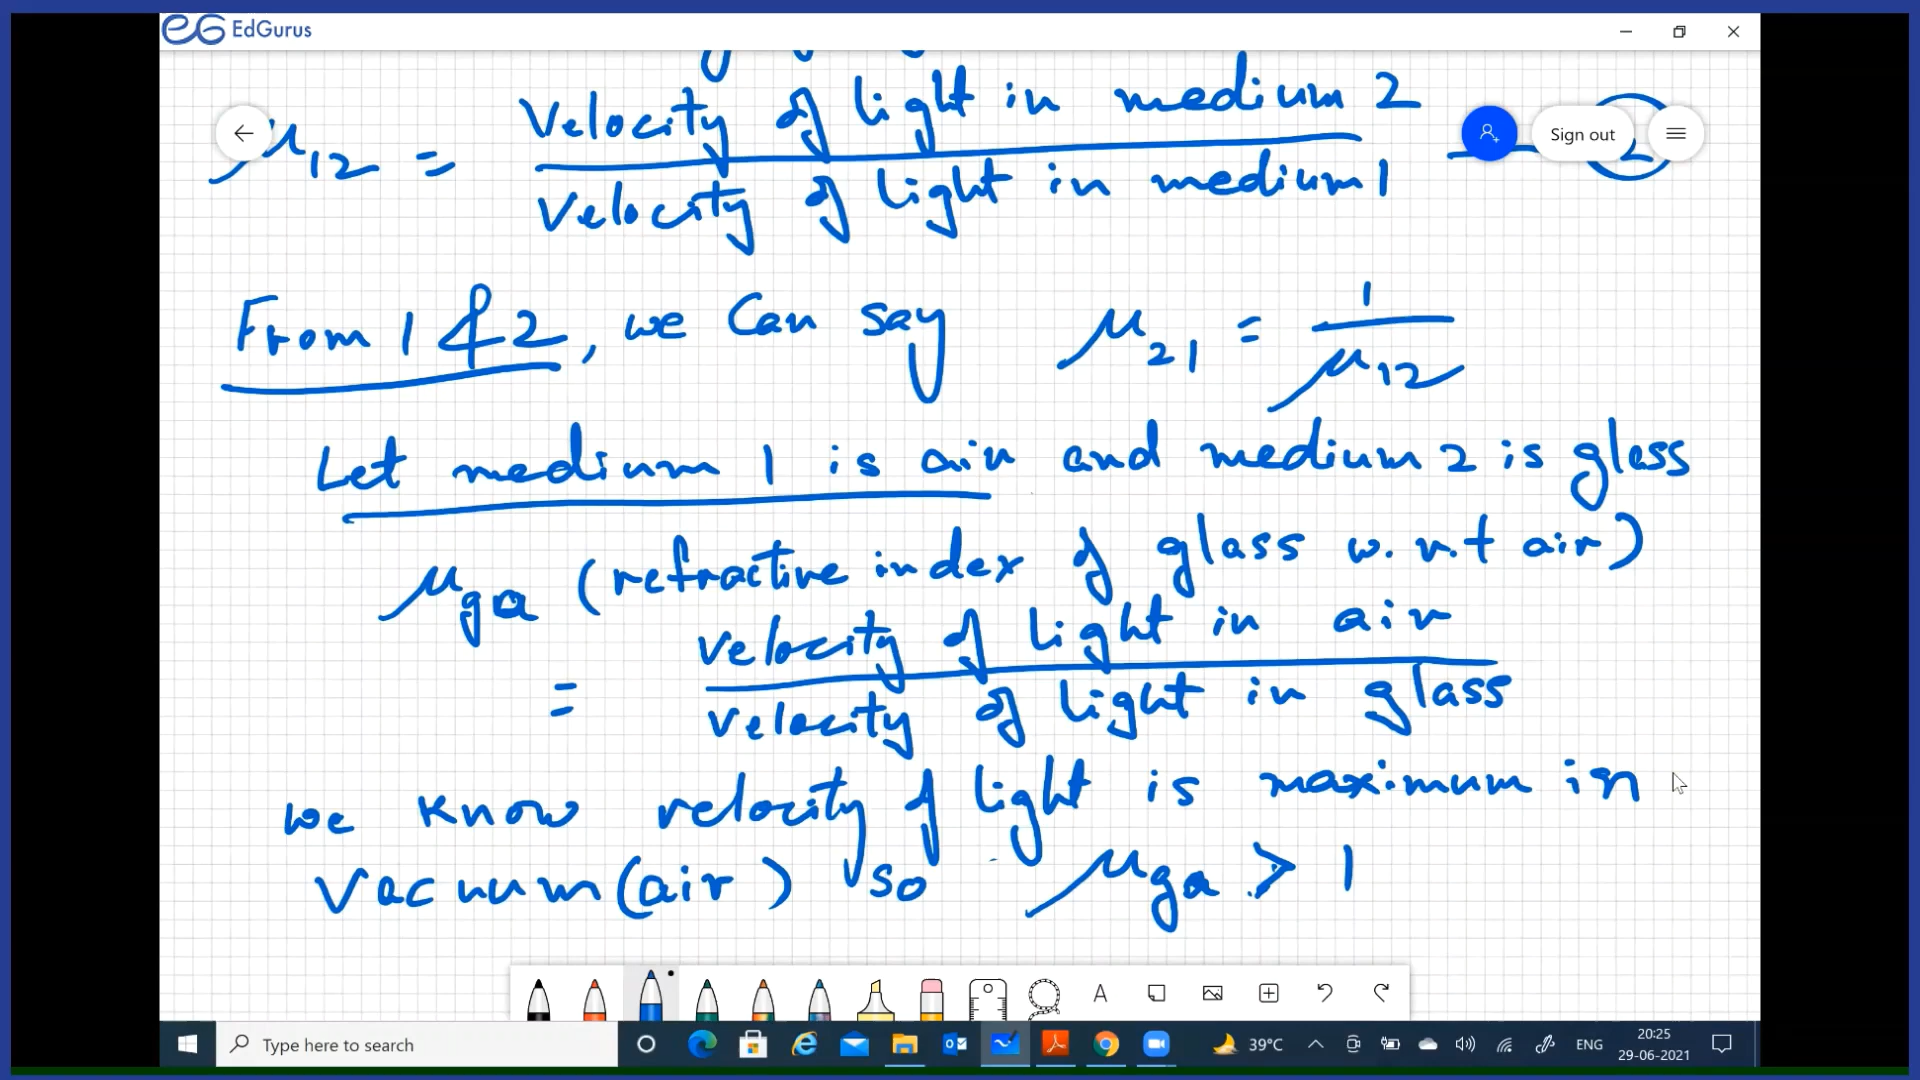 EG EdGurus
Velocity of light in medium 2
μ12 =
Velocity of light in medium 1
Sign out
2
From 1 & 2, we can say μ21 = 1 / μ12
Let medium 1 is air and medium 2 is glass
μga (refractive index of glass w.r.t air)
= velocity of light in air
velocity of light in glass
we know velocity of light is maximum in
Vacuum (air) so μga > 1
A
Type here to search
39°C
ENG
20:25
29-06-2021